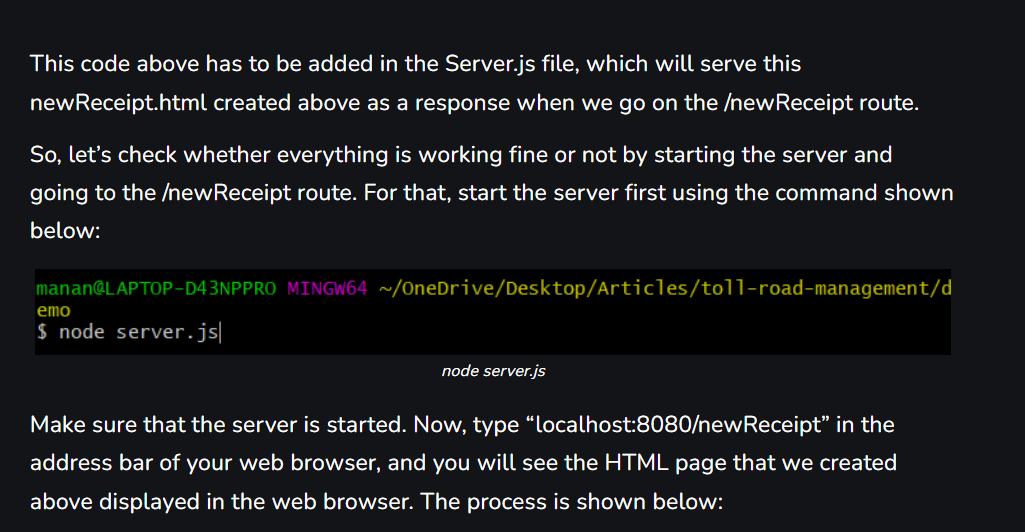 This code above has to be added in the Server.js file, which will serve this
newReceipt.html created above as a response when we go on the /newReceipt route.
So, let’s check whether everything is working fine or not by starting the server and
going to the /newReceipt route. For that, start the server first using the command shown
below:
manan@LAPTOP-D43NPPRO MINGW64 ~/OneDrive/Desktop/Articles/toll-road-management/d
emo
$ node server.js
node server.js
Make sure that the server is started. Now, type “localhost:8080/newReceipt” in the
address bar of your web browser, and you will see the HTML page that we created
above displayed in the web browser. The process is shown below: